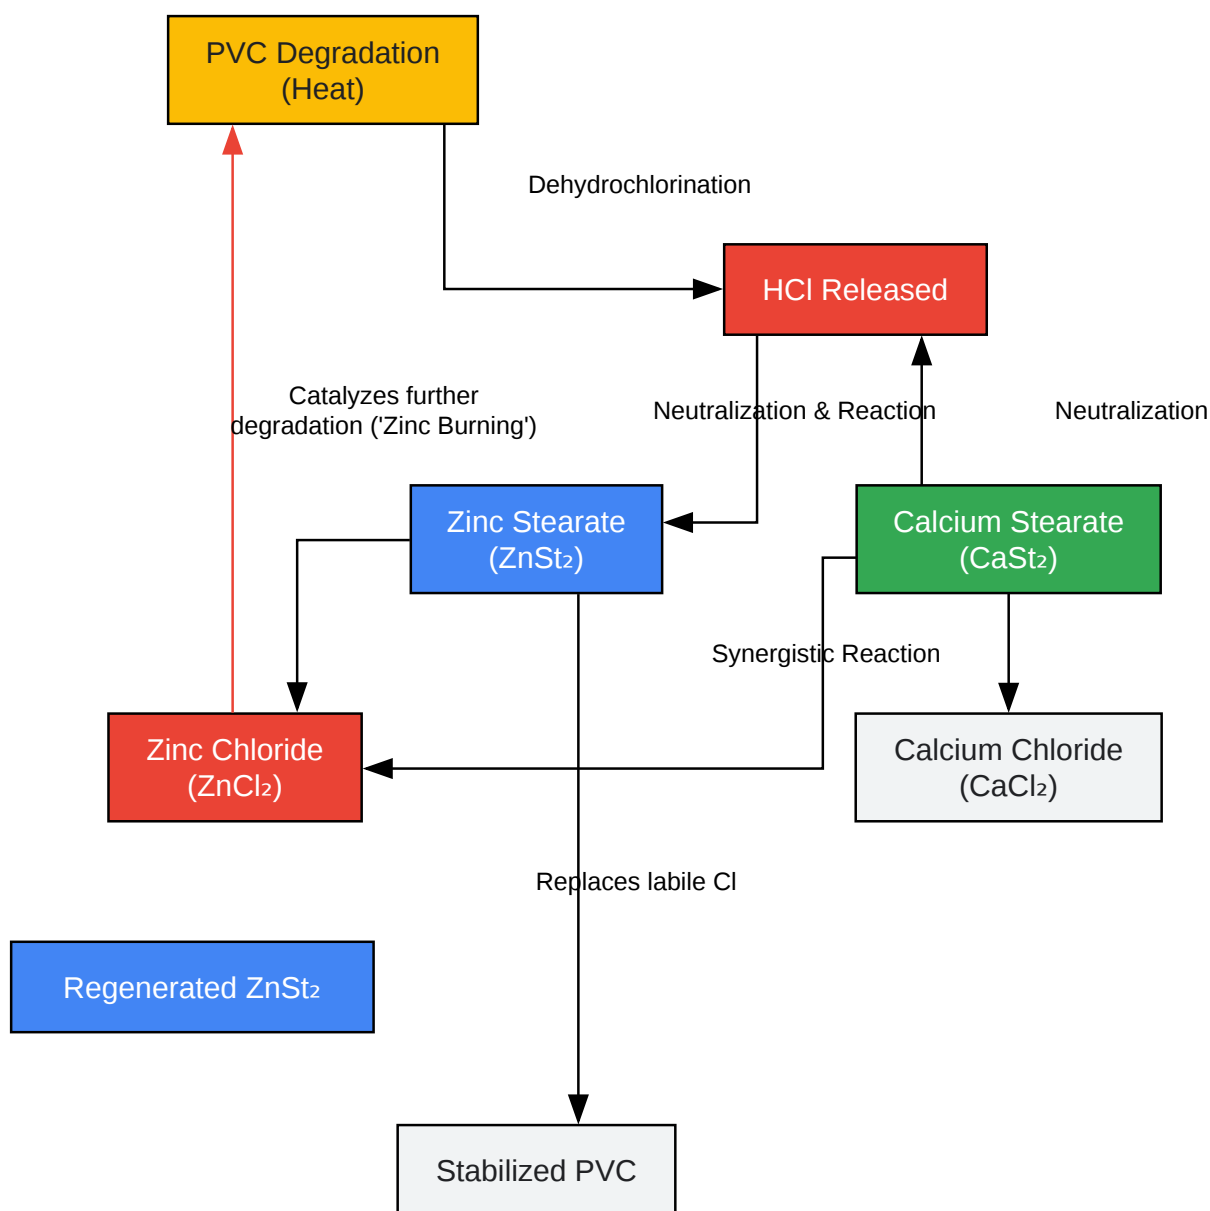 PVC Degradation
(Heat)
Dehydrochlorination
HCl Released
Catalyzes further
degradation ('Zinc Burning')
Neutralization & Reaction
Neutralization
Zinc Stearate
(ZnSt₂)
Calcium Stearate
(CaSt₂)
Synergistic Reaction
Zinc Chloride
(ZnCl₂)
Calcium Chloride
(CaCl₂)
Replaces labile Cl
Regenerated ZnSt₂
Stabilized PVC